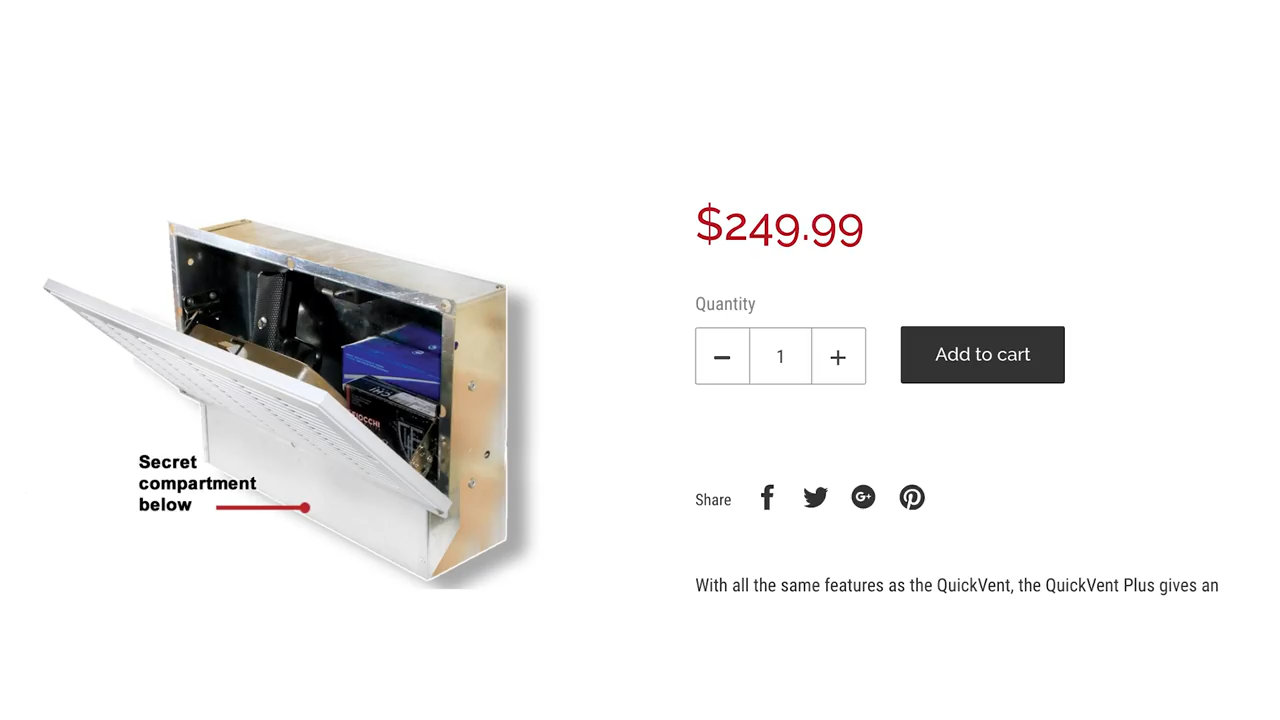 $249.99
Quantity
1
Add to cart
FIOCCHI
Secret
compartment
below
Share
G+
With all the same features as the QuickVent, the QuickVent Plus gives an